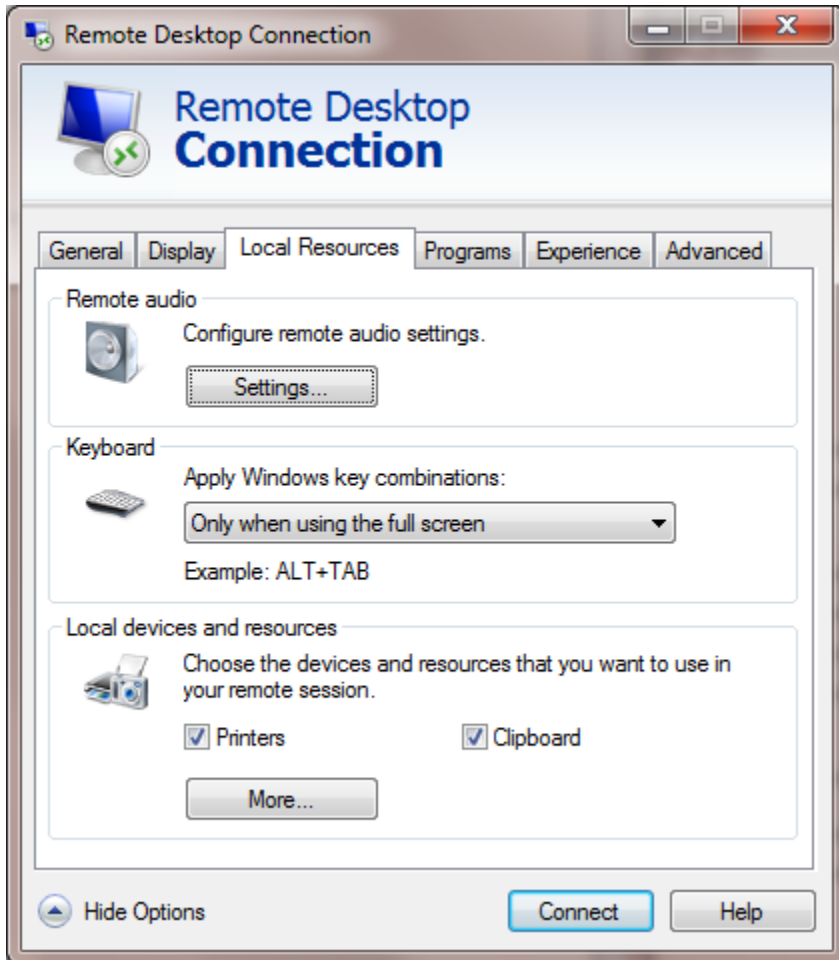 Remote Desktop Connection
Remote Desktop
Connection
General Display Local Resources Programs Experience Advanced
Remote audio
Configure remote audio settings.
Settings...
Keyboard
Apply Windows key combinations:
Only when using the full screen
Example: ALT+TAB
Local devices and resources
Choose the devices and resources that you want to use in
your remote session.
Printers Clipboard
More...
Hide Options Connect Help